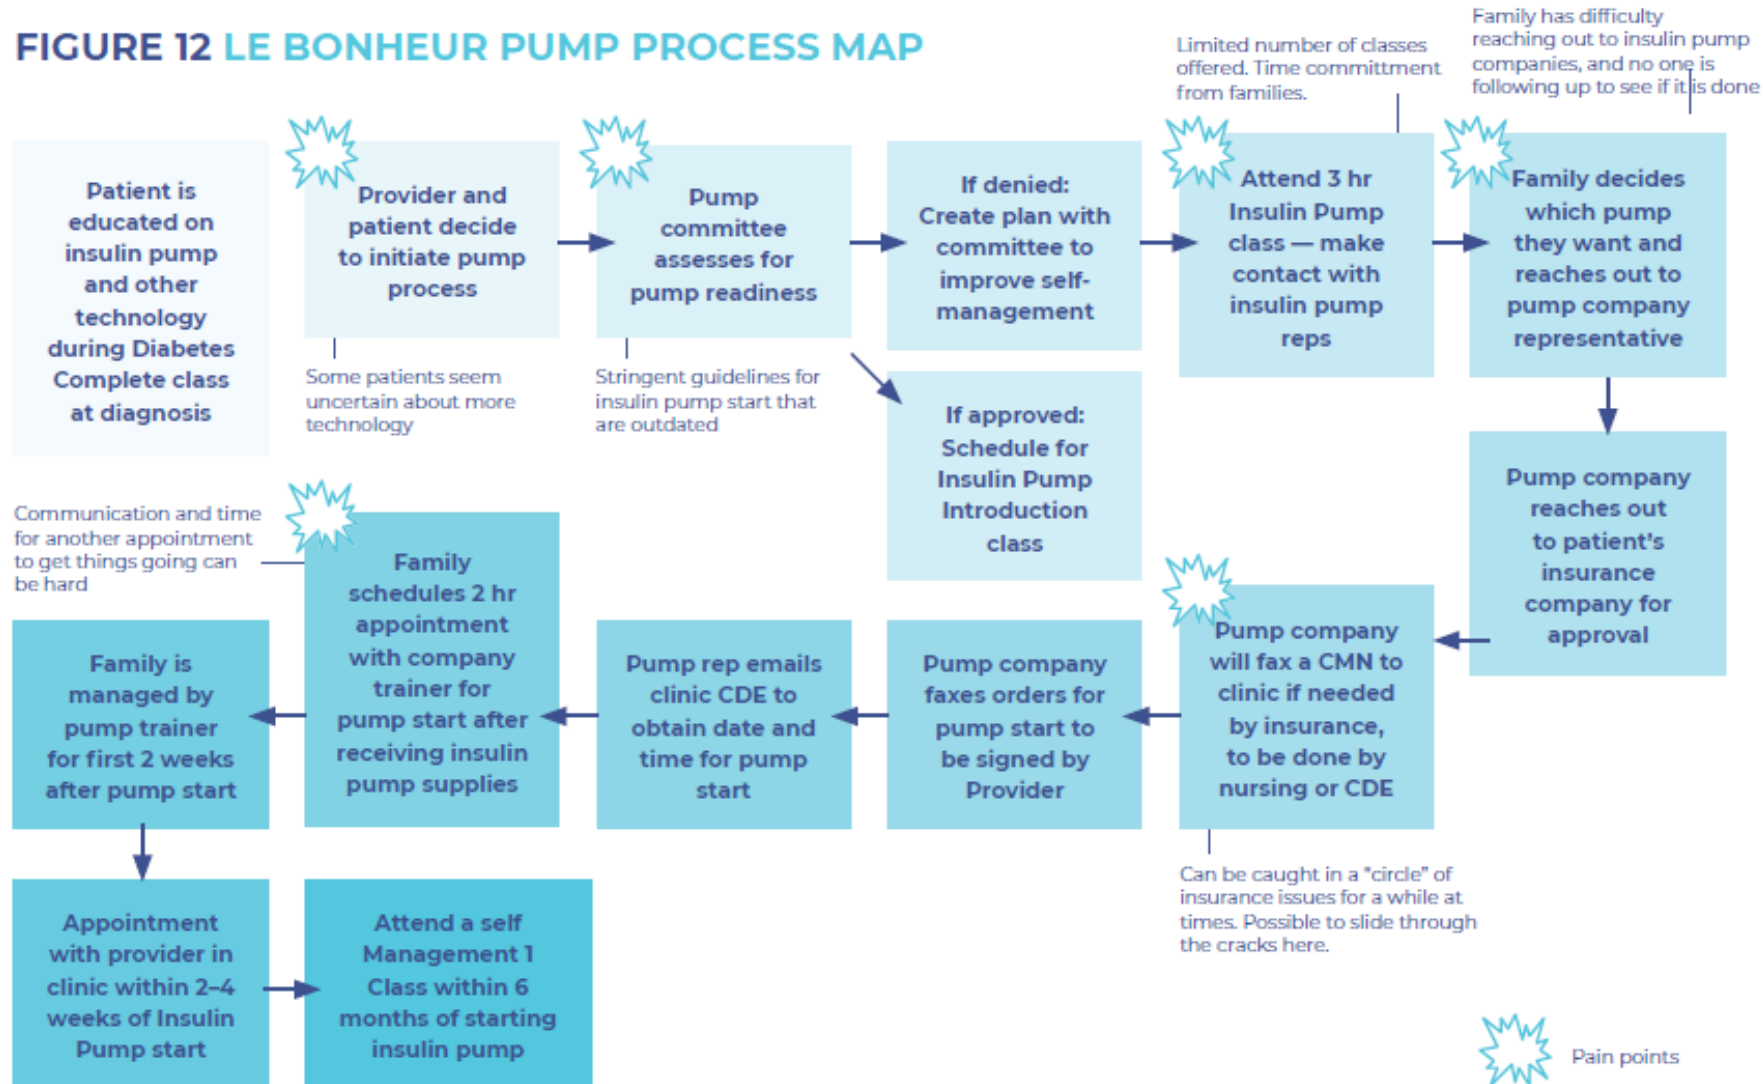 FIGURE 12 LE BONHEUR PUMP PROCESS MAP
Limited number of classes
offered. Time committment
from families.
Family has difficulty
reaching out to insulin pump
companies, and no one is
following up to see if it is done
Patient is
educated on
insulin pump
and other
technology
during Diabetes
Complete class
at diagnosis
Provider and
patient decide
to initiate pump
process
Some patients seem
uncertain about more
technology
Pump
committee
assesses for
pump readiness
Stringent guidelines for
insulin pump start that
are outdated
If denied:
Create plan with
committee to
improve self-
management
If approved:
Schedule for
Insulin Pump
Introduction
class
Attend 3 hr
Insulin Pump
class — make
contact with
insulin pump
reps
Family decides
which pump
they want and
reaches out to
pump company
representative
Pump company
reaches out
to patient's
insurance
company for
approval
Pump company
will fax a CMN to
clinic if needed
by insurance,
to be done by
nursing or CDE
Can be caught in a "circle" of
insurance issues for a while at
times. Possible to slide through
the cracks here.
Pump company
faxes orders for
pump start to
be signed by
Provider
Pump rep emails
clinic CDE to
obtain date and
time for pump
start
Family
schedules 2 hr
appointment
with company
trainer for
pump start after
receiving insulin
pump supplies
Communication and time
for another appointment
to get things going can
be hard
Family is
managed by
pump trainer
for first 2 weeks
after pump start
Appointment
with provider in
clinic within 2–4
weeks of Insulin
Pump start
Attend a self
Management 1
Class within 6
months of starting
insulin pump
Pain points